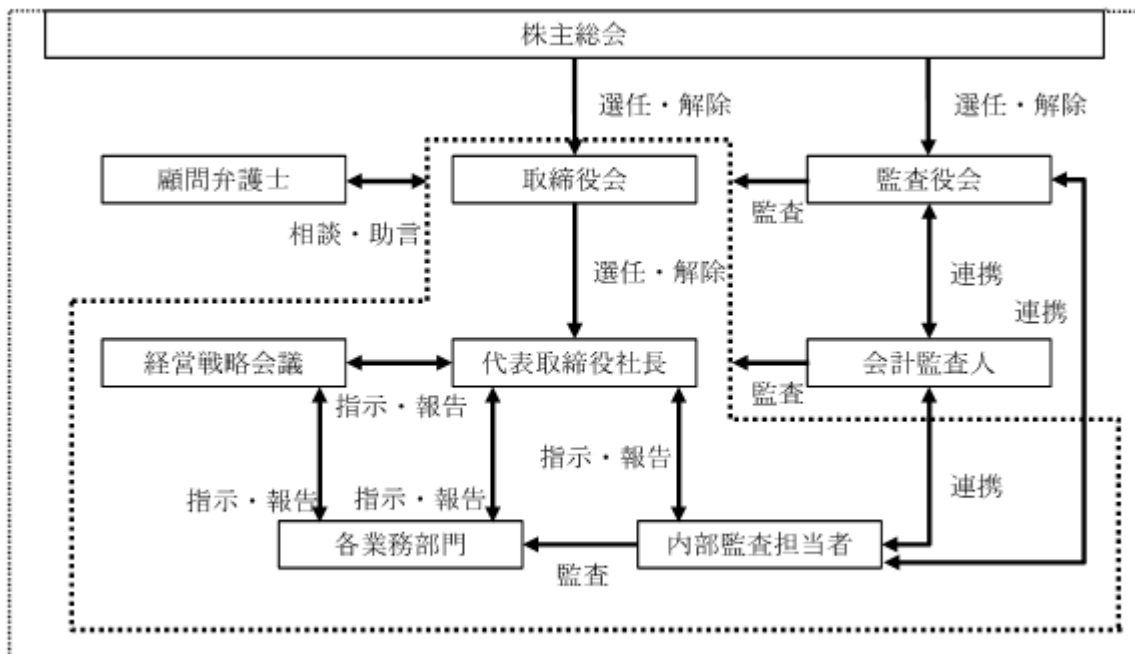 株主総会
選任・解除
選任・解除
顧問弁護士
取締役会
監査役会
監査
相談・助言
選任・解除
連携
連携
経営戦略会議
代表取締役社長
会計監査人
監査
指示・報告
指示・報告
指示・報告
指示・報告
連携
各業務部門
内部監査担当者
監査